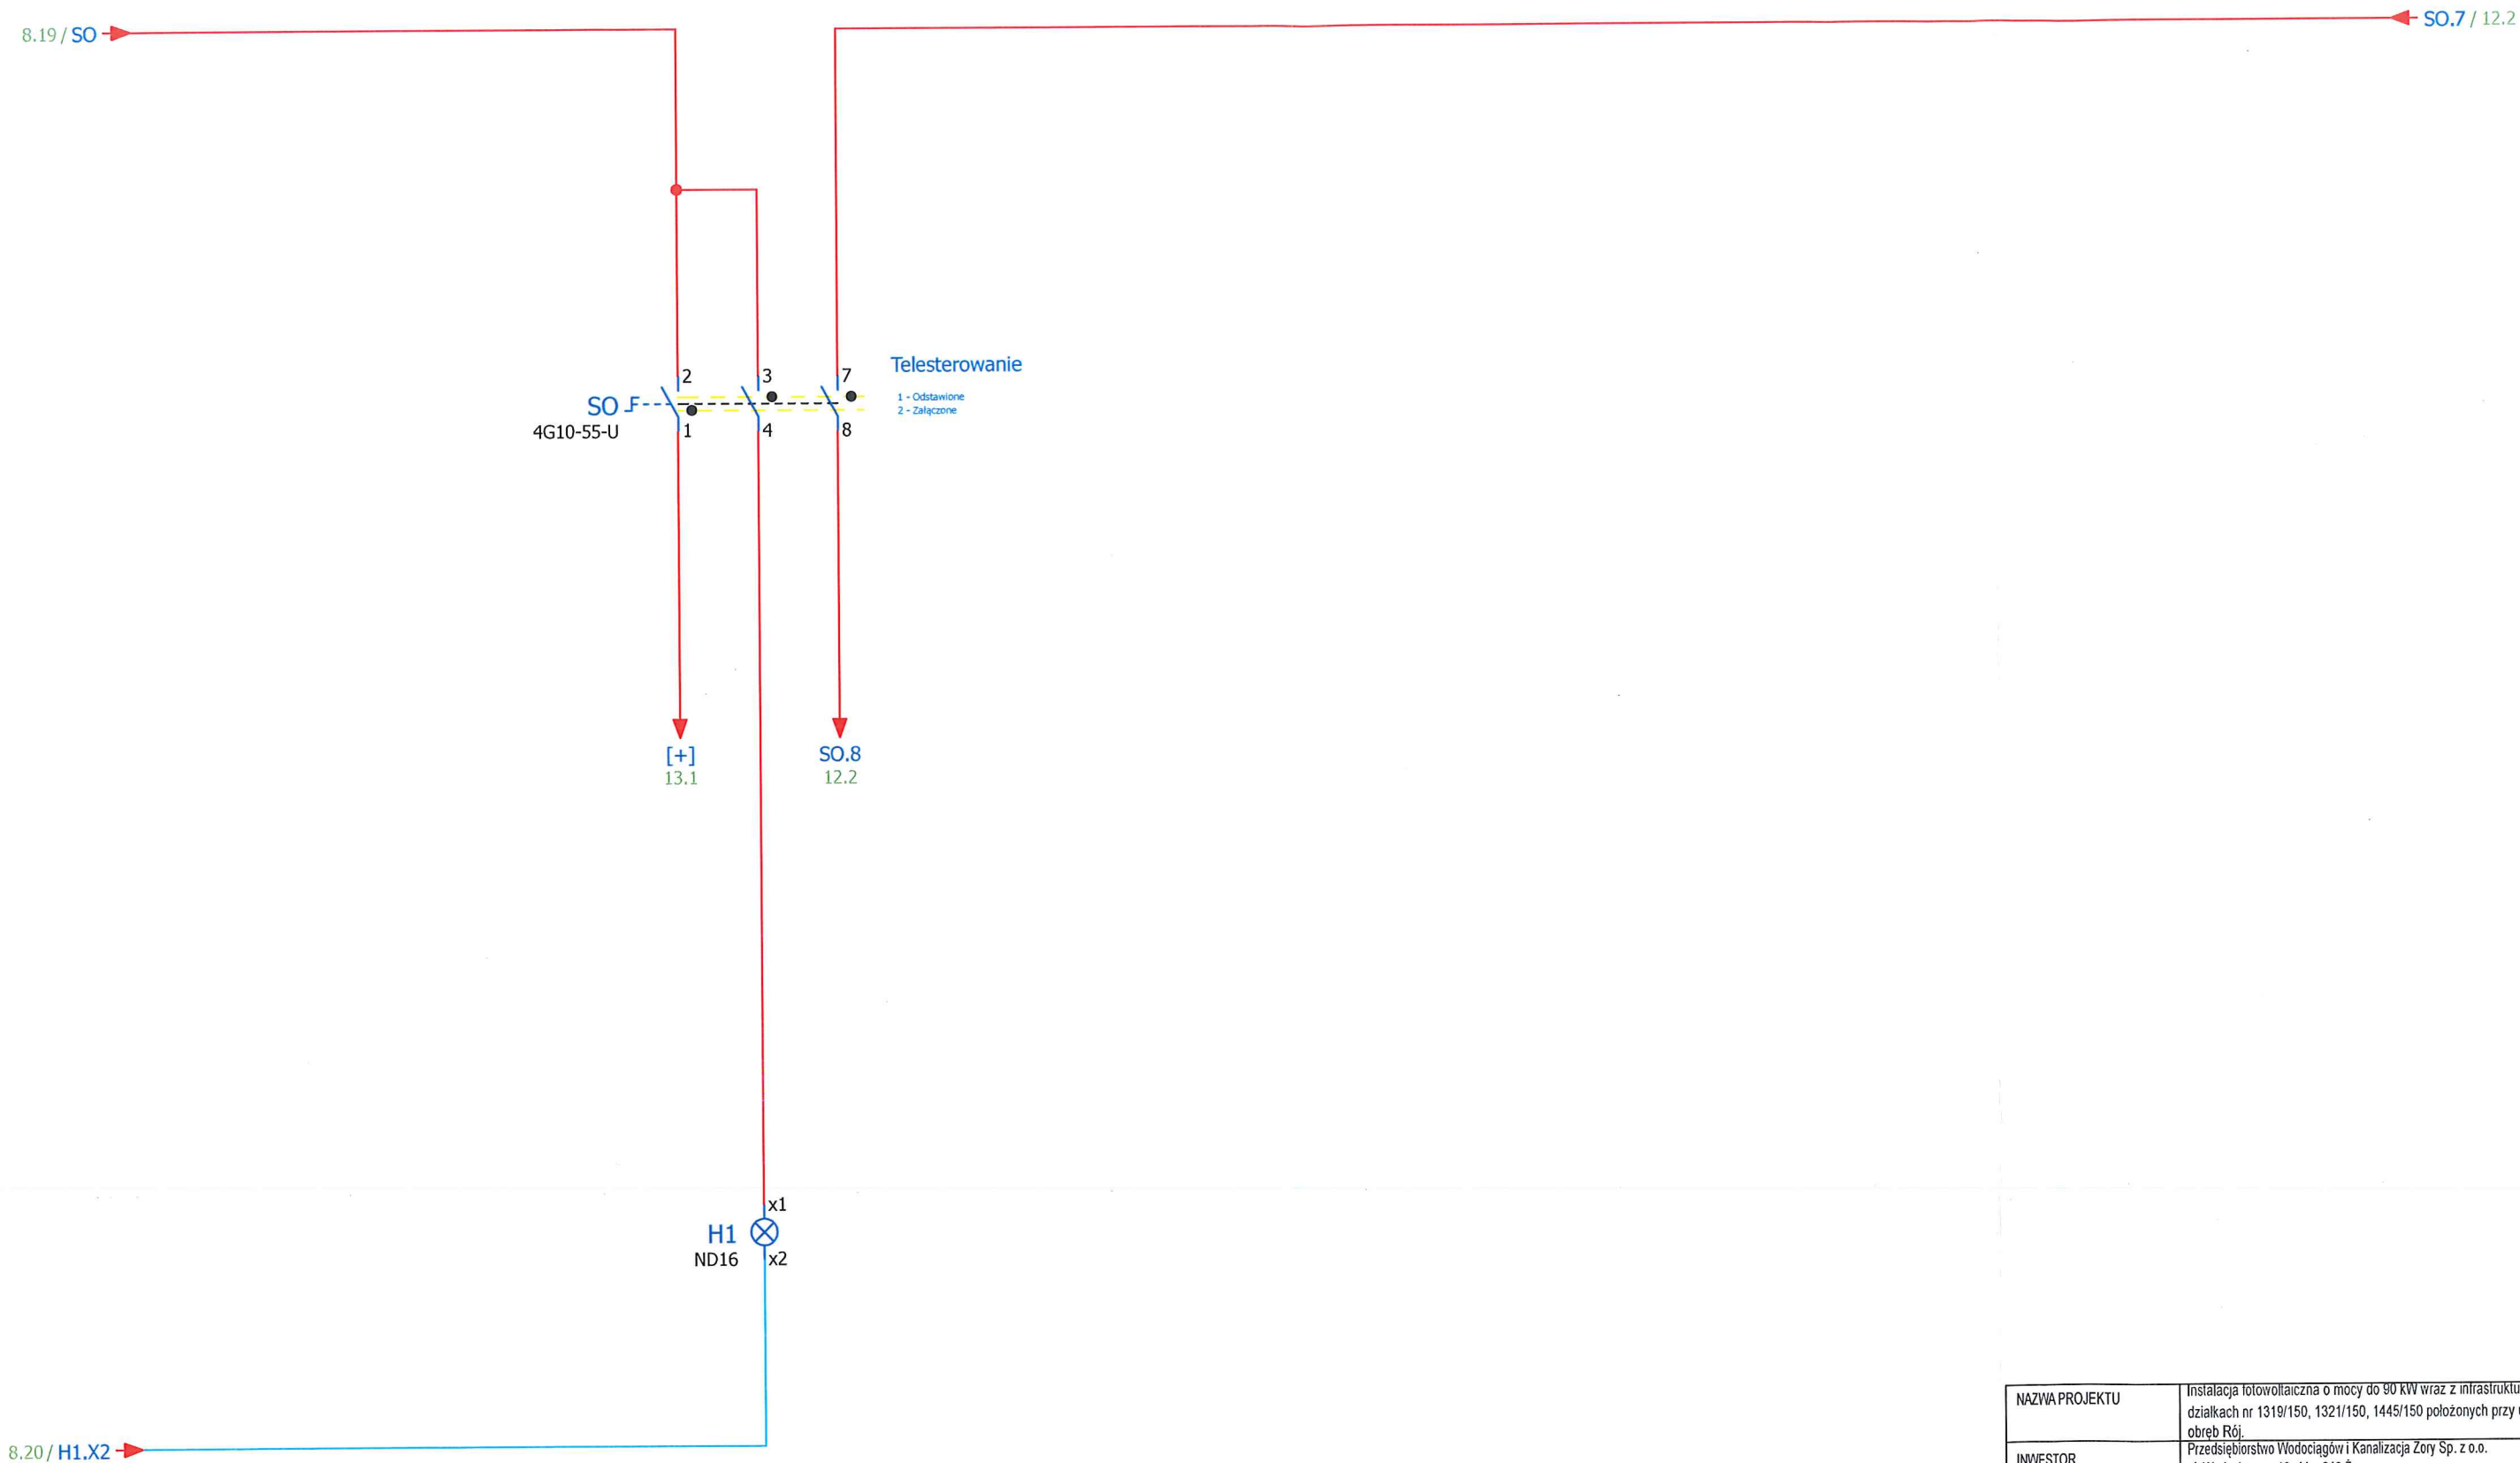 8.19 / SO
SO.7 / 12.2
2
3
7
Telesterowanie
SO
1 - Odstawione
2 - Załączone
4G10-55-U
1
4
8
[+]
13.1
SO.8
12.2
x1
H1
ND16
x2
8.20 / H1.X2
NAZWA PROJEKTU
Instalacja fotowoltaiczna o mocy do 90 kW wraz z
działkach nr 1319/150, 1321/150, 1445/150 położonych przy
obręb Rój.
INWESTOR
Przedsiębiorstwo Wodociągów i Kanalizacja Żory Sp. z o.o.